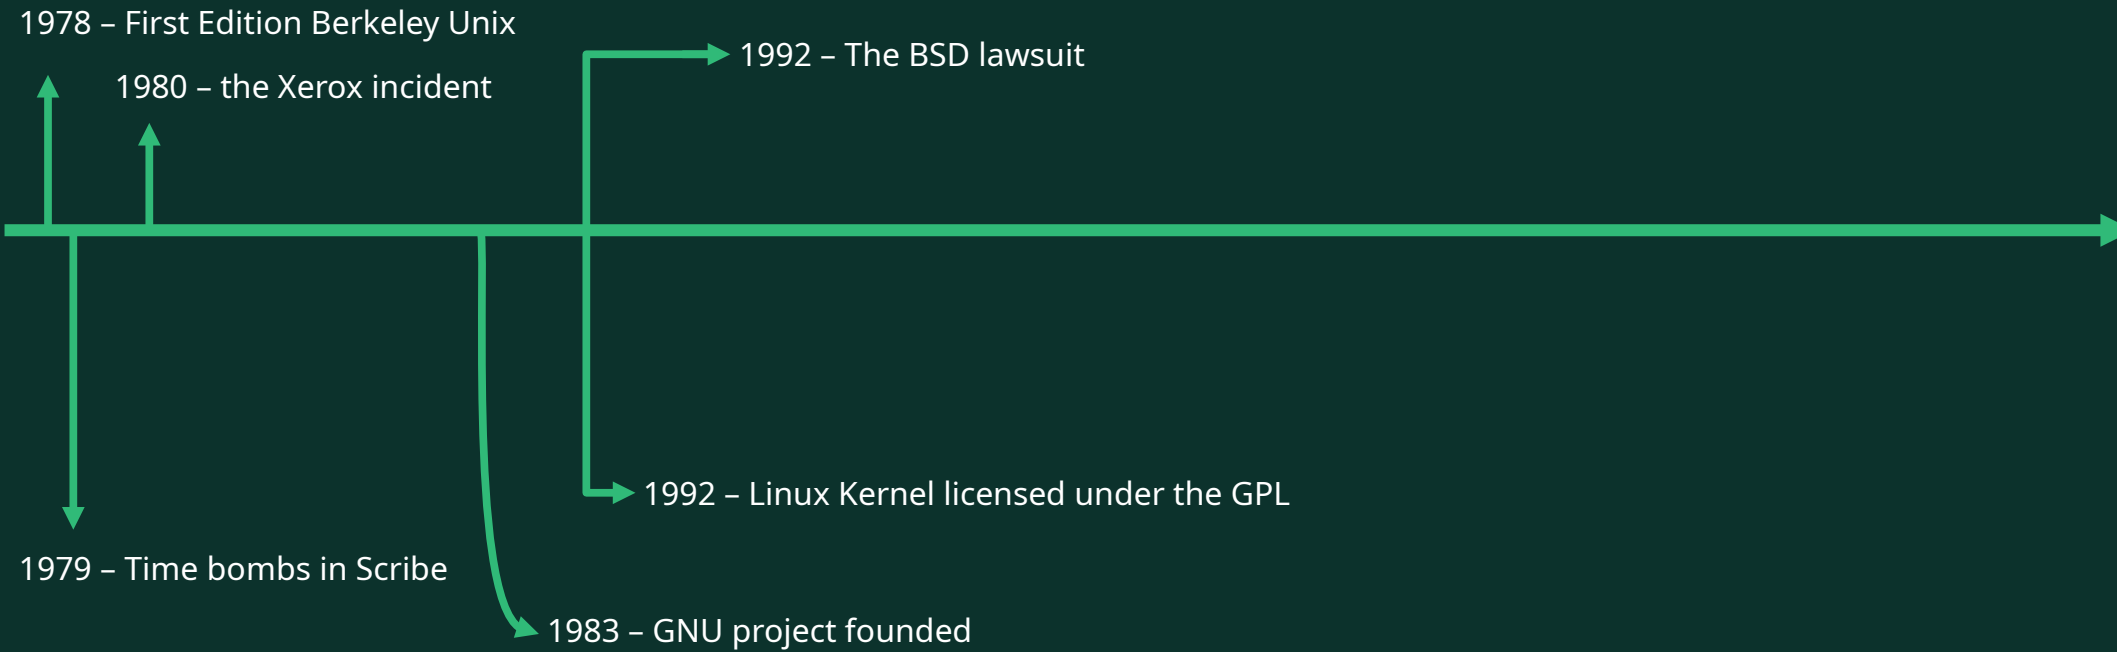 1978 – First Edition Berkeley Unix
1992 – The BSD lawsuit
1980 – the Xerox incident
1992 – Linux Kernel licensed under the GPL
1979 – Time bombs in Scribe
1983 – GNU project founded